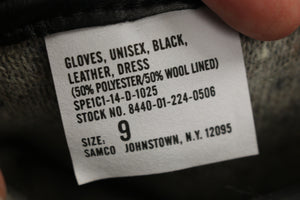 GLOVES, UNISEX, BLACK,
LEATHER, DRESS
(50% POLYESTER/50% WOOL LINED)
SPE1C1-14-D-1025
STOCK NO. 8440-01-224-0506
SIZE: 9
SAMCO JOHNSTOWN, N.Y. 12095